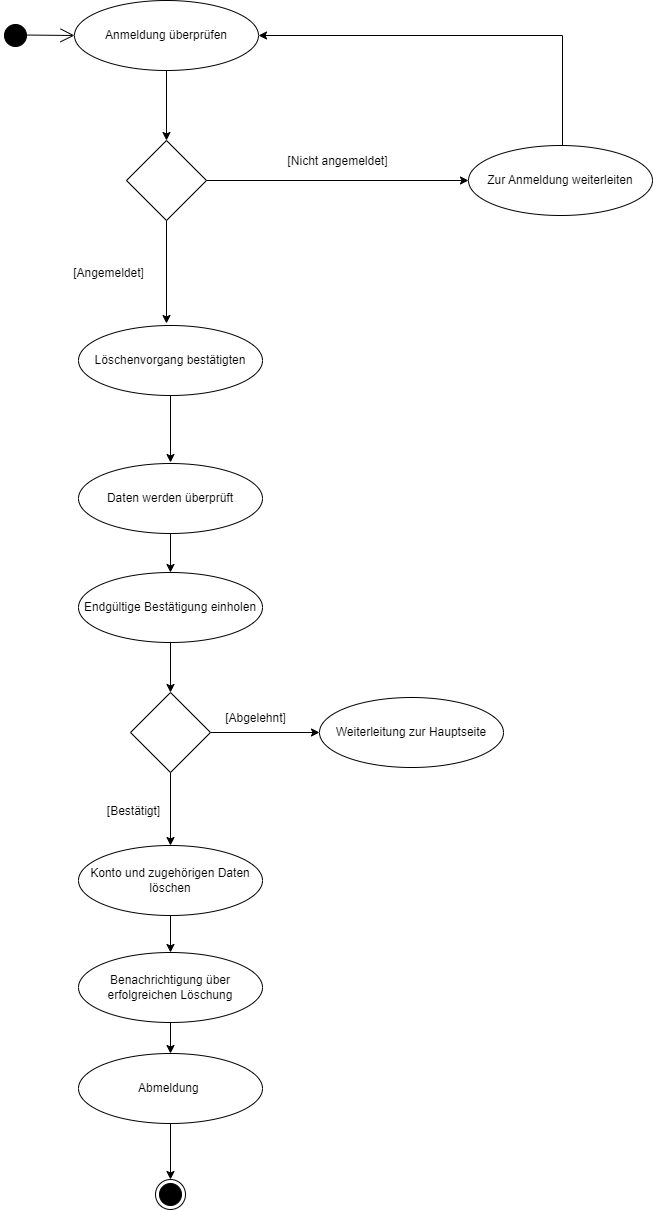 Anmeldung überprüfen
[Nicht angemeldet]
Zur Anmeldung weiterleiten
[Angemeldet]
Löschenvorgang bestätigten
Daten werden überprüft
Endgültige Bestätigung einholen
[Abgelehnt]
Weiterleitung zur Hauptseite
[Bestätigt]
Konto und zugehörigen Daten
löschen
Benachrichtigung über
erfolgreichen Löschung
Abmeldung